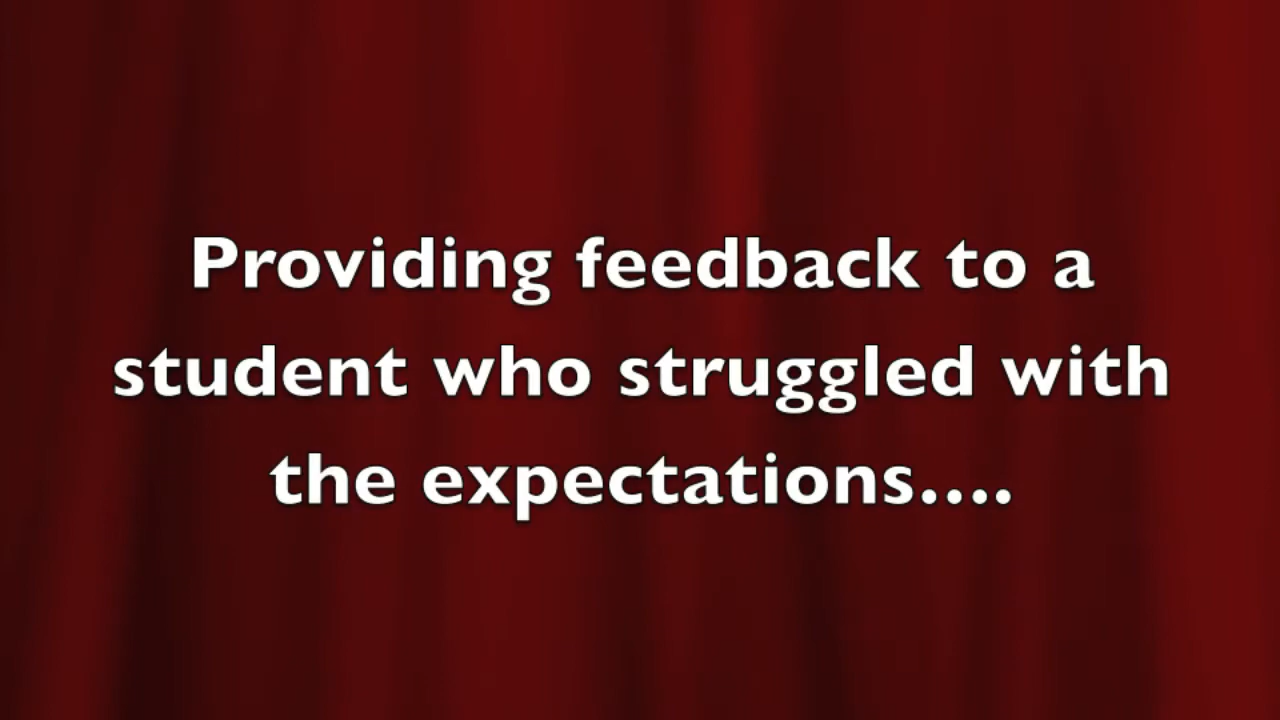 Providing feedback to a
student who struggled with
the expectations....